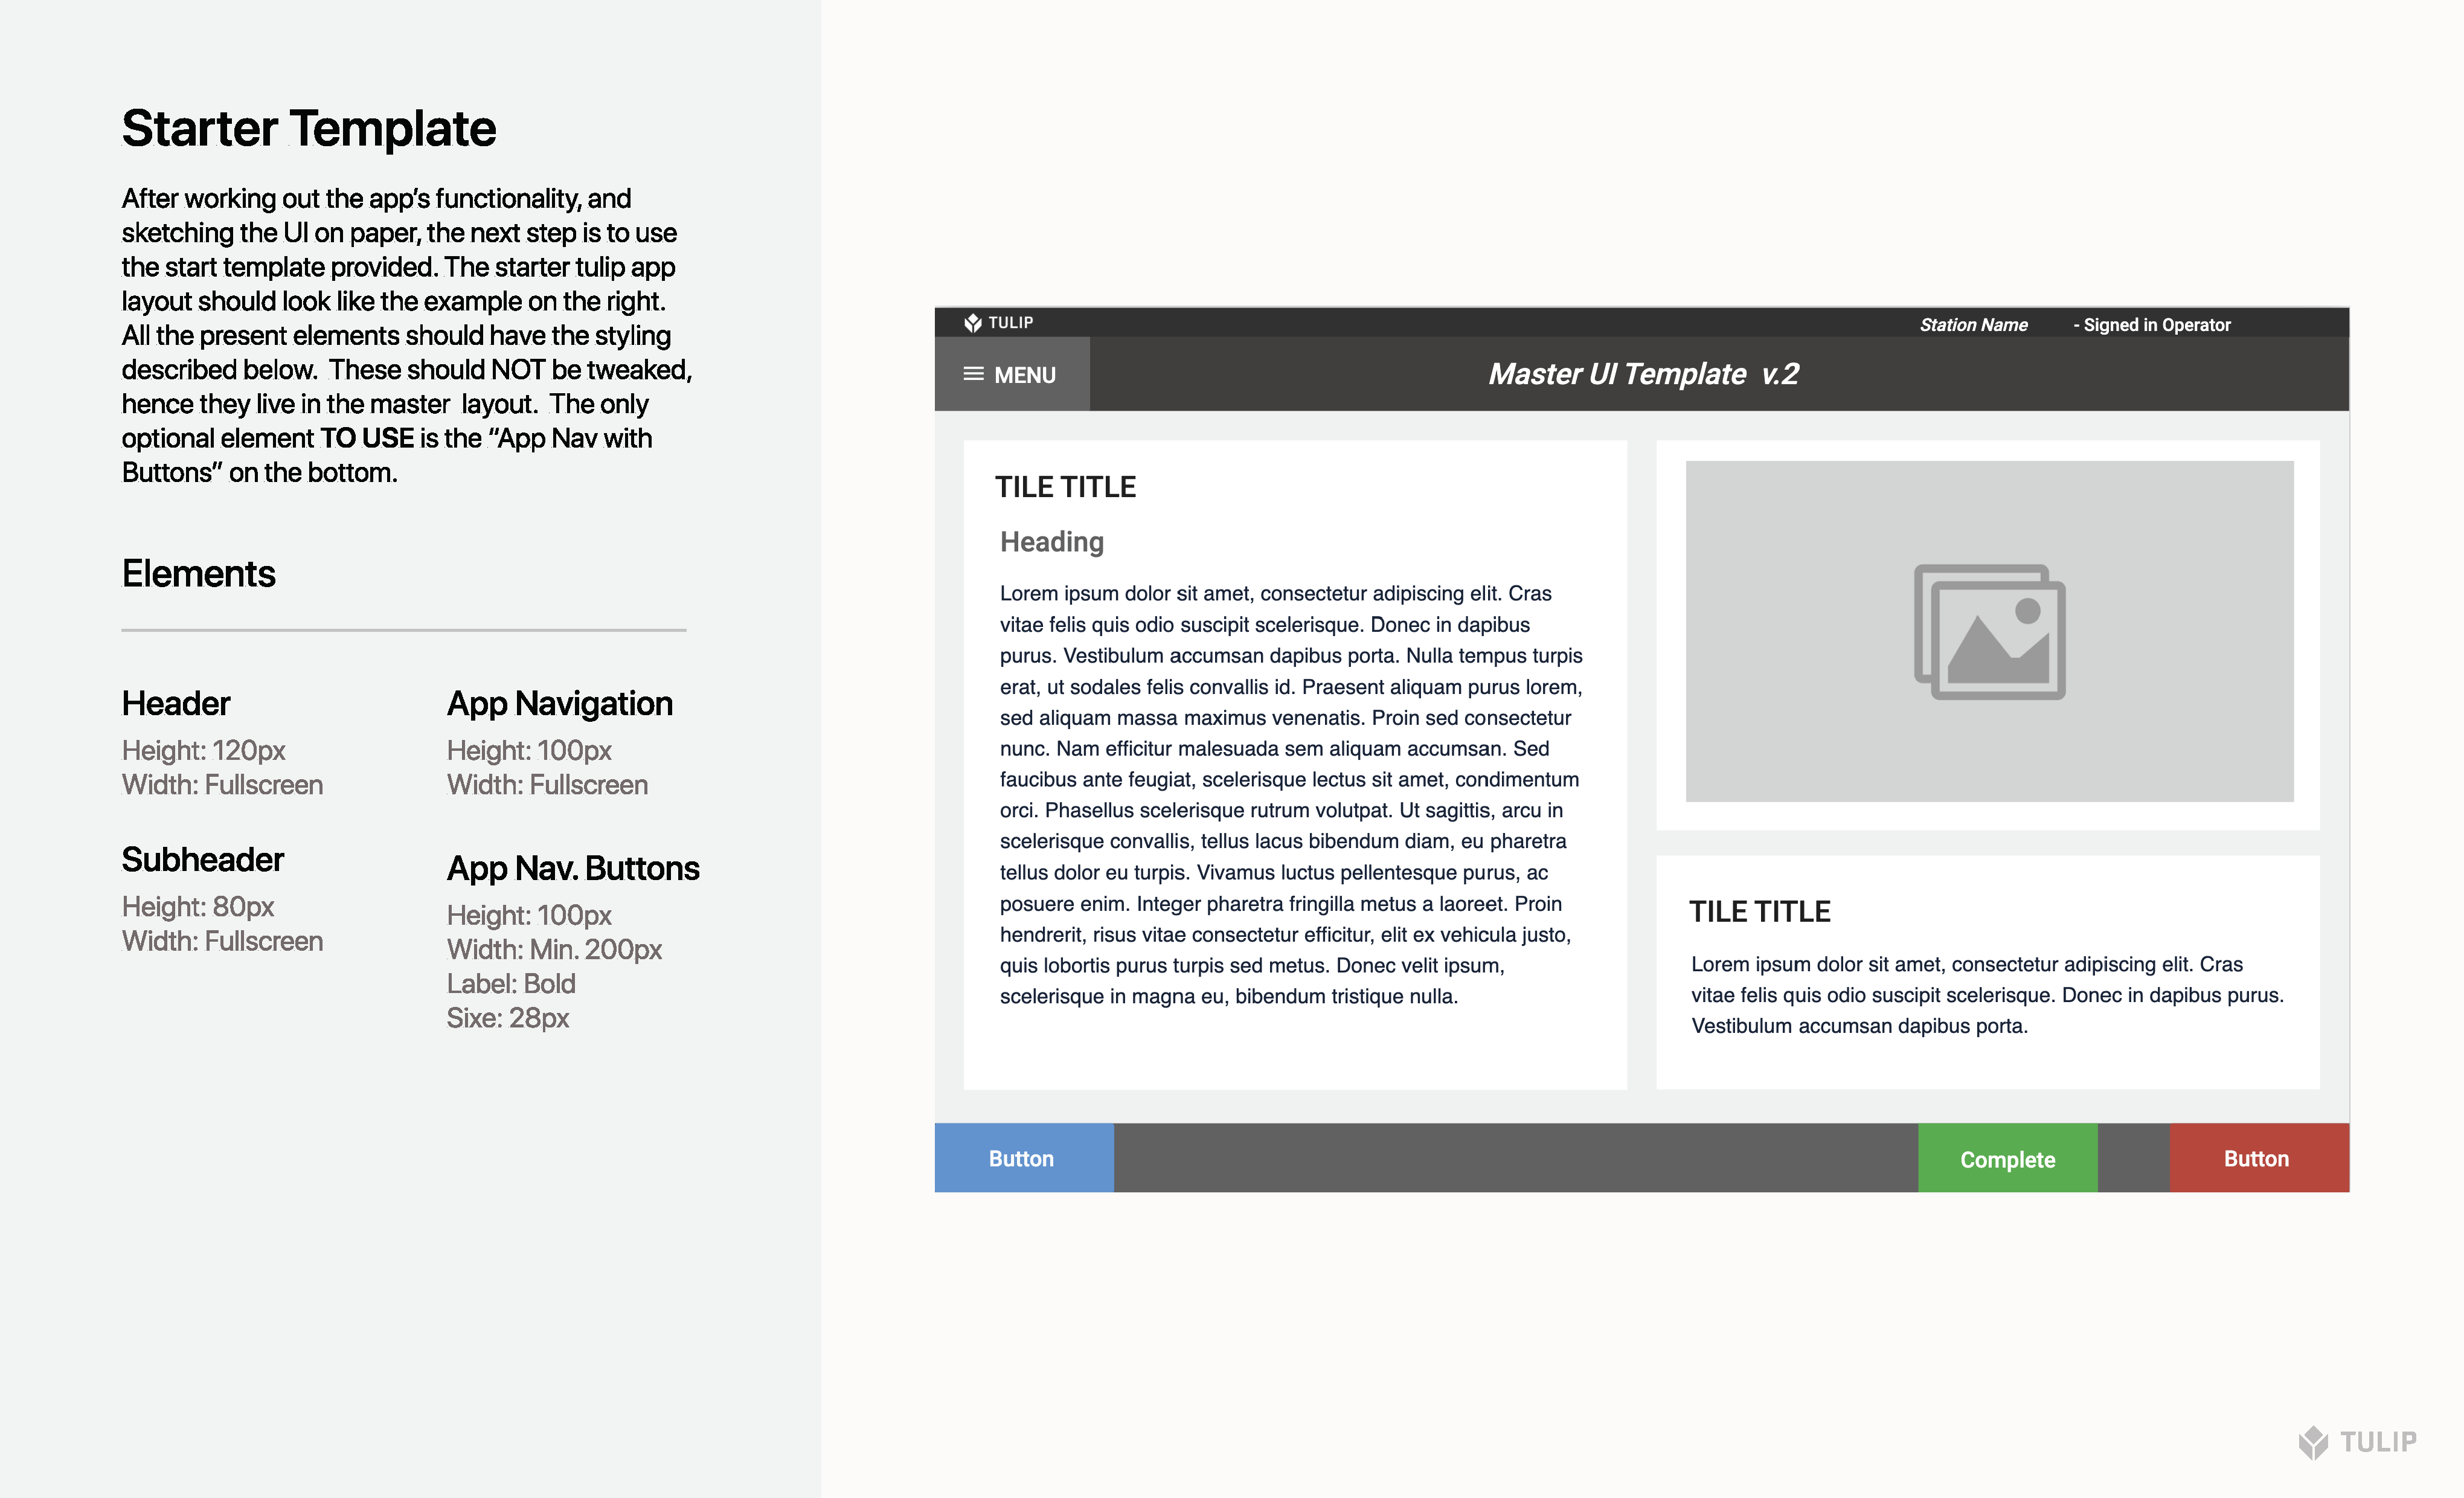 Starter Template
After working out the app's functionality, and
sketching the UI on paper, the next step is to use
the start template provided. The starter tulip app
layout should look like the example on the right.
All the present elements should have the styling
described below.  These should NOT be tweaked,
hence they live in the master  layout.  The only
optional element TO USE is the “App Nav with
Buttons” on the bottom.
Elements
Header
Height: 120px
Width: Fullscreen
Subheader
Height: 80px
Width: Fullscreen
App Navigation
Height: 100px
Width: Fullscreen
App Nav. Buttons
Height: 100px
Width: Min. 200px
Label: Bold
Sixe: 28px
TULIP
Station Name - Signed in Operator
MENU
Master UI Template  v.2
TILE TITLE
Heading
Lorem ipsum dolor sit amet, consectetur adipiscing elit. Cras
vitae felis quis odio suscipit scelerisque. Donec in dapibus
purus. Vestibulum accumsan dapibus porta. Nulla tempus turpis
erat, ut sodales felis convallis id. Praesent aliquam purus lorem,
sed aliquam massa maximus venenatis. Proin sed consectetur
nunc. Nam efficitur malesuada sem aliquam accumsan. Sed
faucibus ante feugiat, scelerisque lectus sit amet, condimentum
orci. Phasellus scelerisque rutrum volutpat. Ut sagittis, arcu in
scelerisque convallis, tellus lacus bibendum diam, eu pharetra
tellus dolor eu turpis. Vivamus luctus pellentesque purus, ac
posuere enim. Integer pharetra fringilla metus a laoreet. Proin
hendrerit, risus vitae consectetur efficitur, elit ex vehicula justo,
quis lobortis purus turpis sed metus. Donec velit ipsum,
scelerisque in magna eu, bibendum tristique nulla.
TILE TITLE
Lorem ipsum dolor sit amet, consectetur adipiscing elit. Cras
vitae felis quis odio suscipit scelerisque. Donec in dapibus purus.
Vestibulum accumsan dapibus porta.
Button
Complete
Button
TULIP